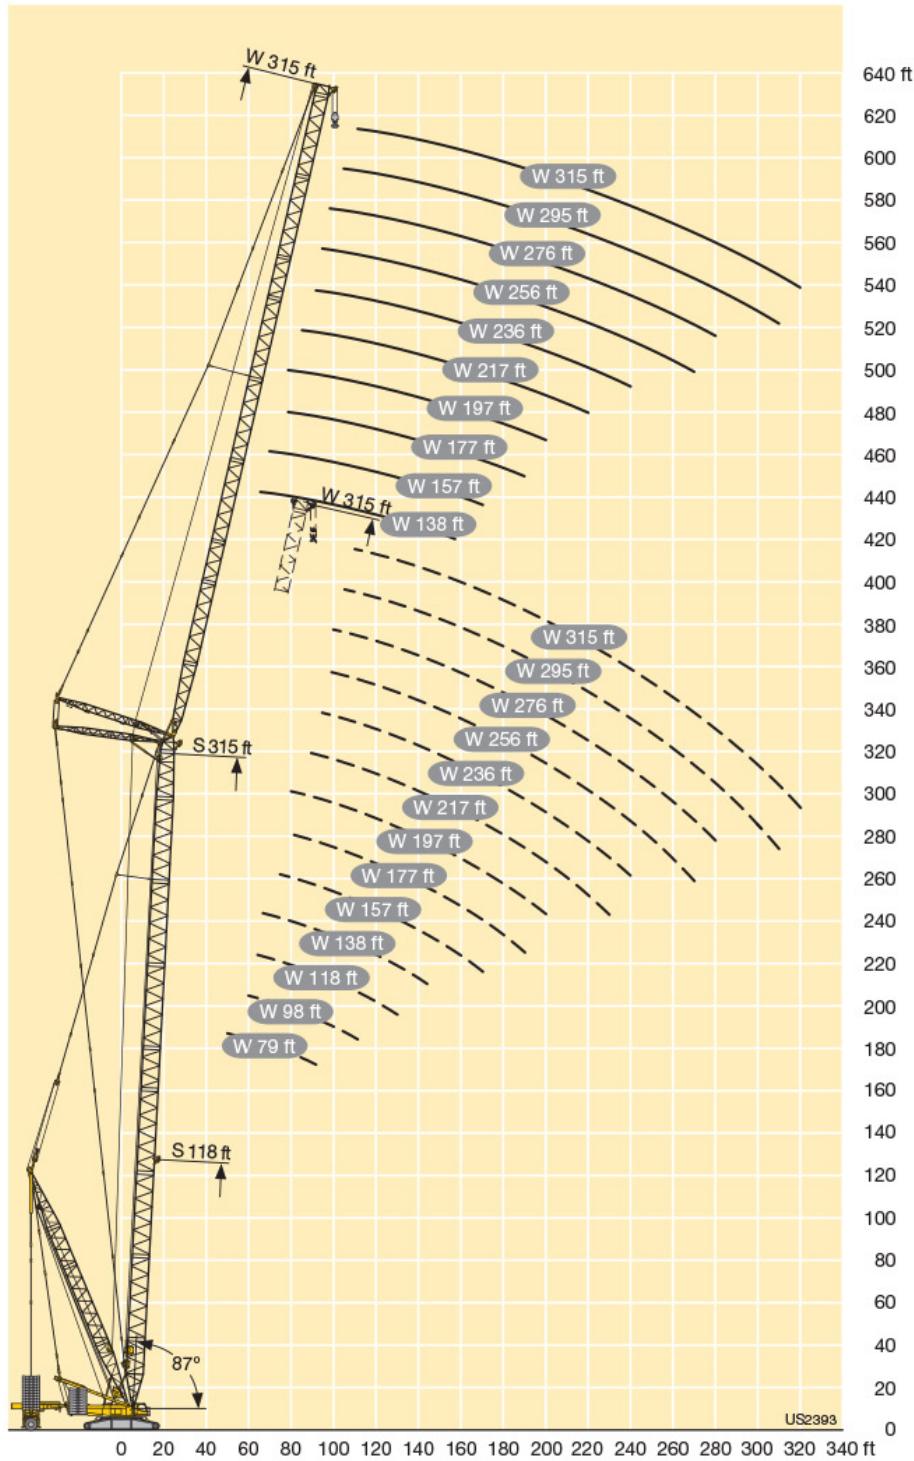 W 315 ft
640 ft
620
W 315 ft
600
W 295 ft
580
W 276 ft
560
W 256 ft
540
W 236 ft
520
W 217 ft
500
W 197 ft
480
W 177 ft
460
W 157 ft
440
W 315 ft
W 138 ft
420
400
W 315 ft
380
W 295 ft
360
W 276 ft
340
W 256 ft
S 315 ft
320
W 236 ft
300
W 217 ft
W 197 ft
280
W 177 ft
260
W 157 ft
240
W 138 ft
220
W 118 ft
W 98 ft
200
W 79 ft
180
160
140
S 118 ft
120
100
80
60
40
87º
20
US2393
0
0 20 40 60 80 100 120 140 160 180 200 220 240 260 280 300 320 340 ft